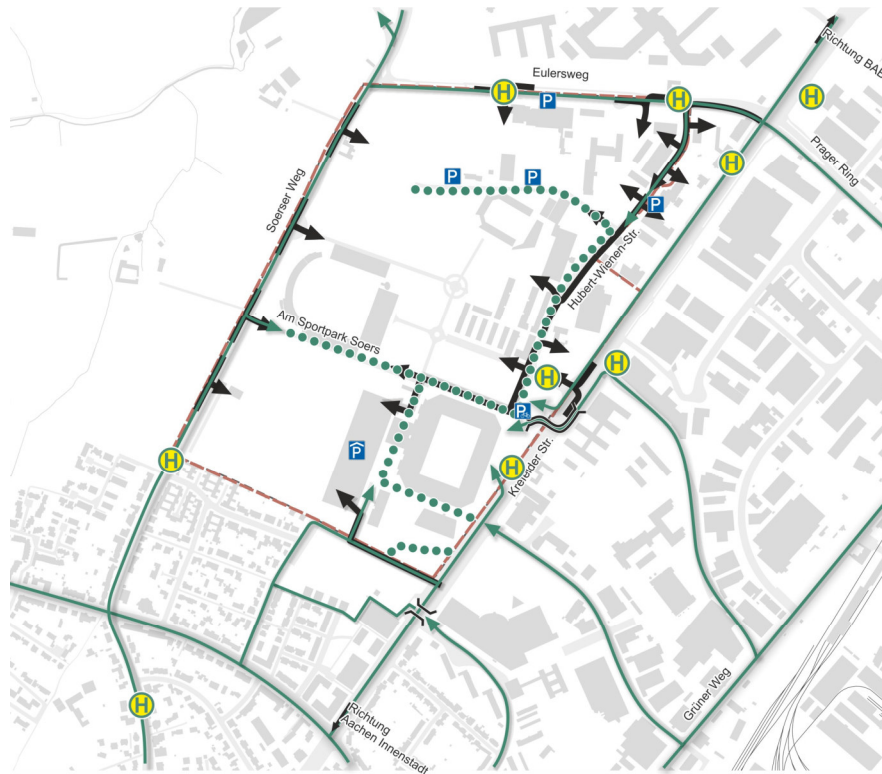 Richtung BAB
Eulersweg
H
H
H
P
Prager Ring
H
P
P
Soerser Weg
P
Hubert-Wienen-Str.
Am Sportpark Soers
H
H
P
P
Krefelder Str.
H
H
Grüner Weg
H
Richtung
Aachen Innenstadt